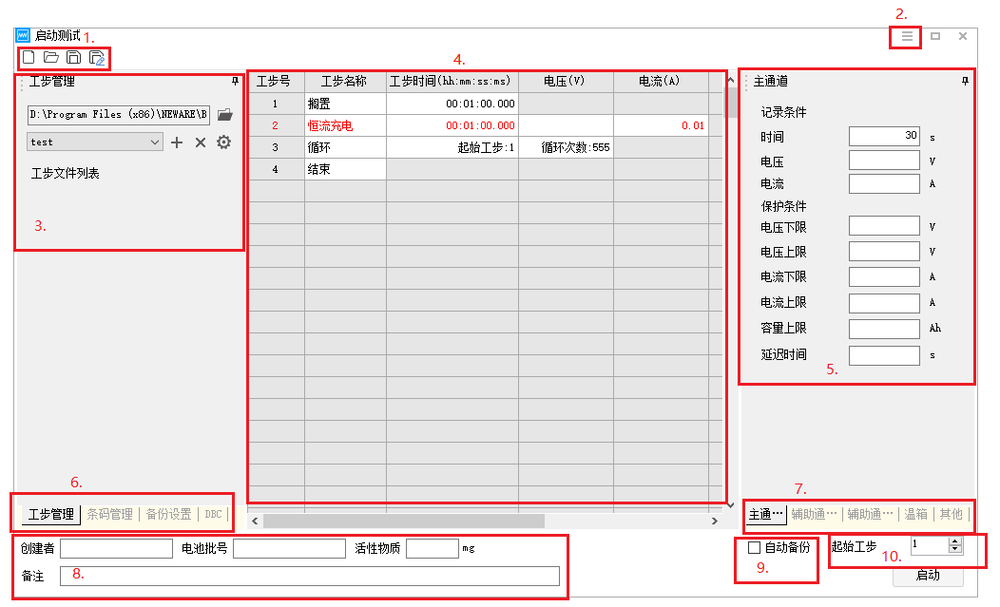 2.
启动测试 1.
4.
工步管理
D:\Program Files (x86)\NEWARE\B
test
工步文件列表
3.
工步号 工步名称 工步时间(hh:mm:ss:ms) 电压(V) 电流(A)
1 搁置 00:01:00.000
2 恒流充电 00:01:00.000 0.01
3 循环 起始工步:1 循环次数:555
4 结束
主通道
记录条件
时间 30 s
电压 V
电流 A
保护条件
电压下限 V
电压上限 V
电流下限 A
电流上限 A
容量上限 Ah
延迟时间 s
5.
6.
工步管理 条码管理 备份设置 DBC
7.
主通… 辅助通… 辅助通… 温箱 其他
创建者 电池批号 活性物质 mg
备注 8.
自动备份
9.
起始工步 1
10.
启动